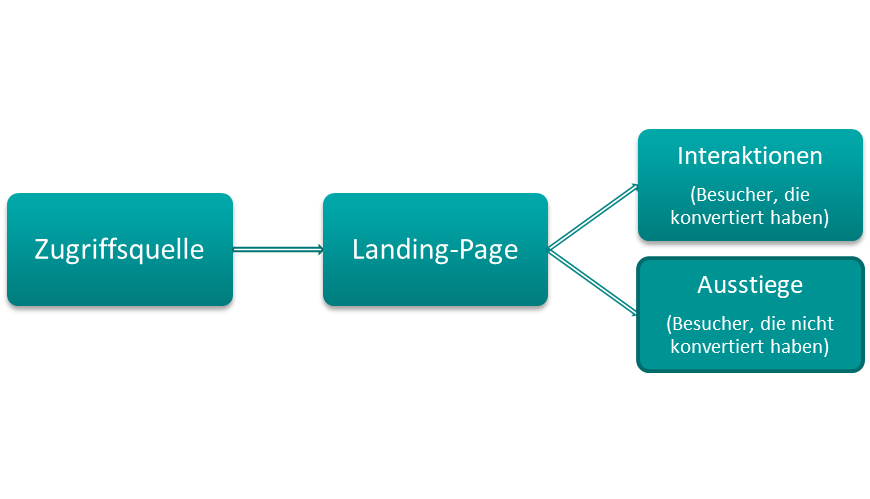 Zugriffsquelle
Landing-Page
Interaktionen
(Besucher, die
konvertiert haben)
Ausstiege
(Besucher, die nicht
konvertiert haben)